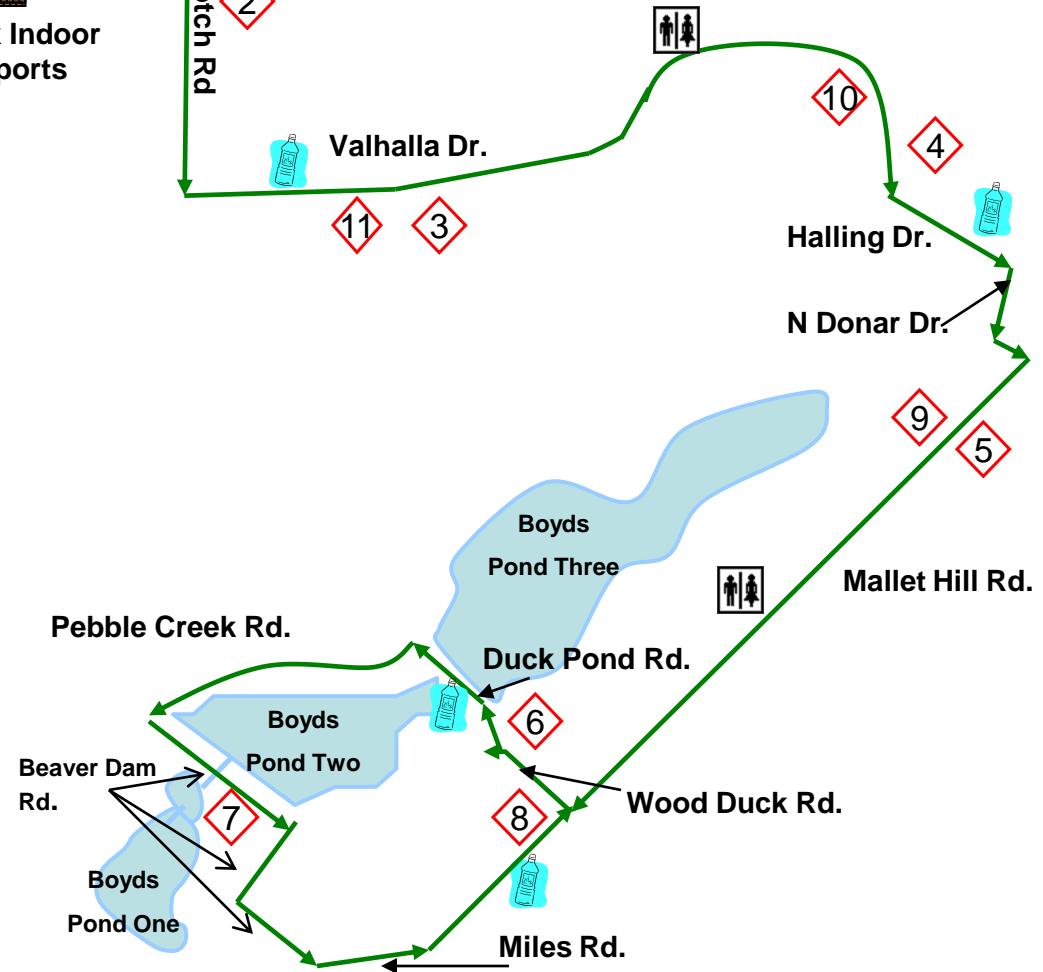 2
Indoor
ports
tch Rd
10
4
Valhalla Dr.
11
3
Halling Dr.
N Donar Dr.
9
5
Boyds
Pond Three
Mallet Hill Rd.
Pebble Creek Rd.
Duck Pond Rd.
6
Boyds
Pond Two
Beaver Dam
Rd.
7
8
Wood Duck Rd.
Boyds
Pond One
Miles Rd.